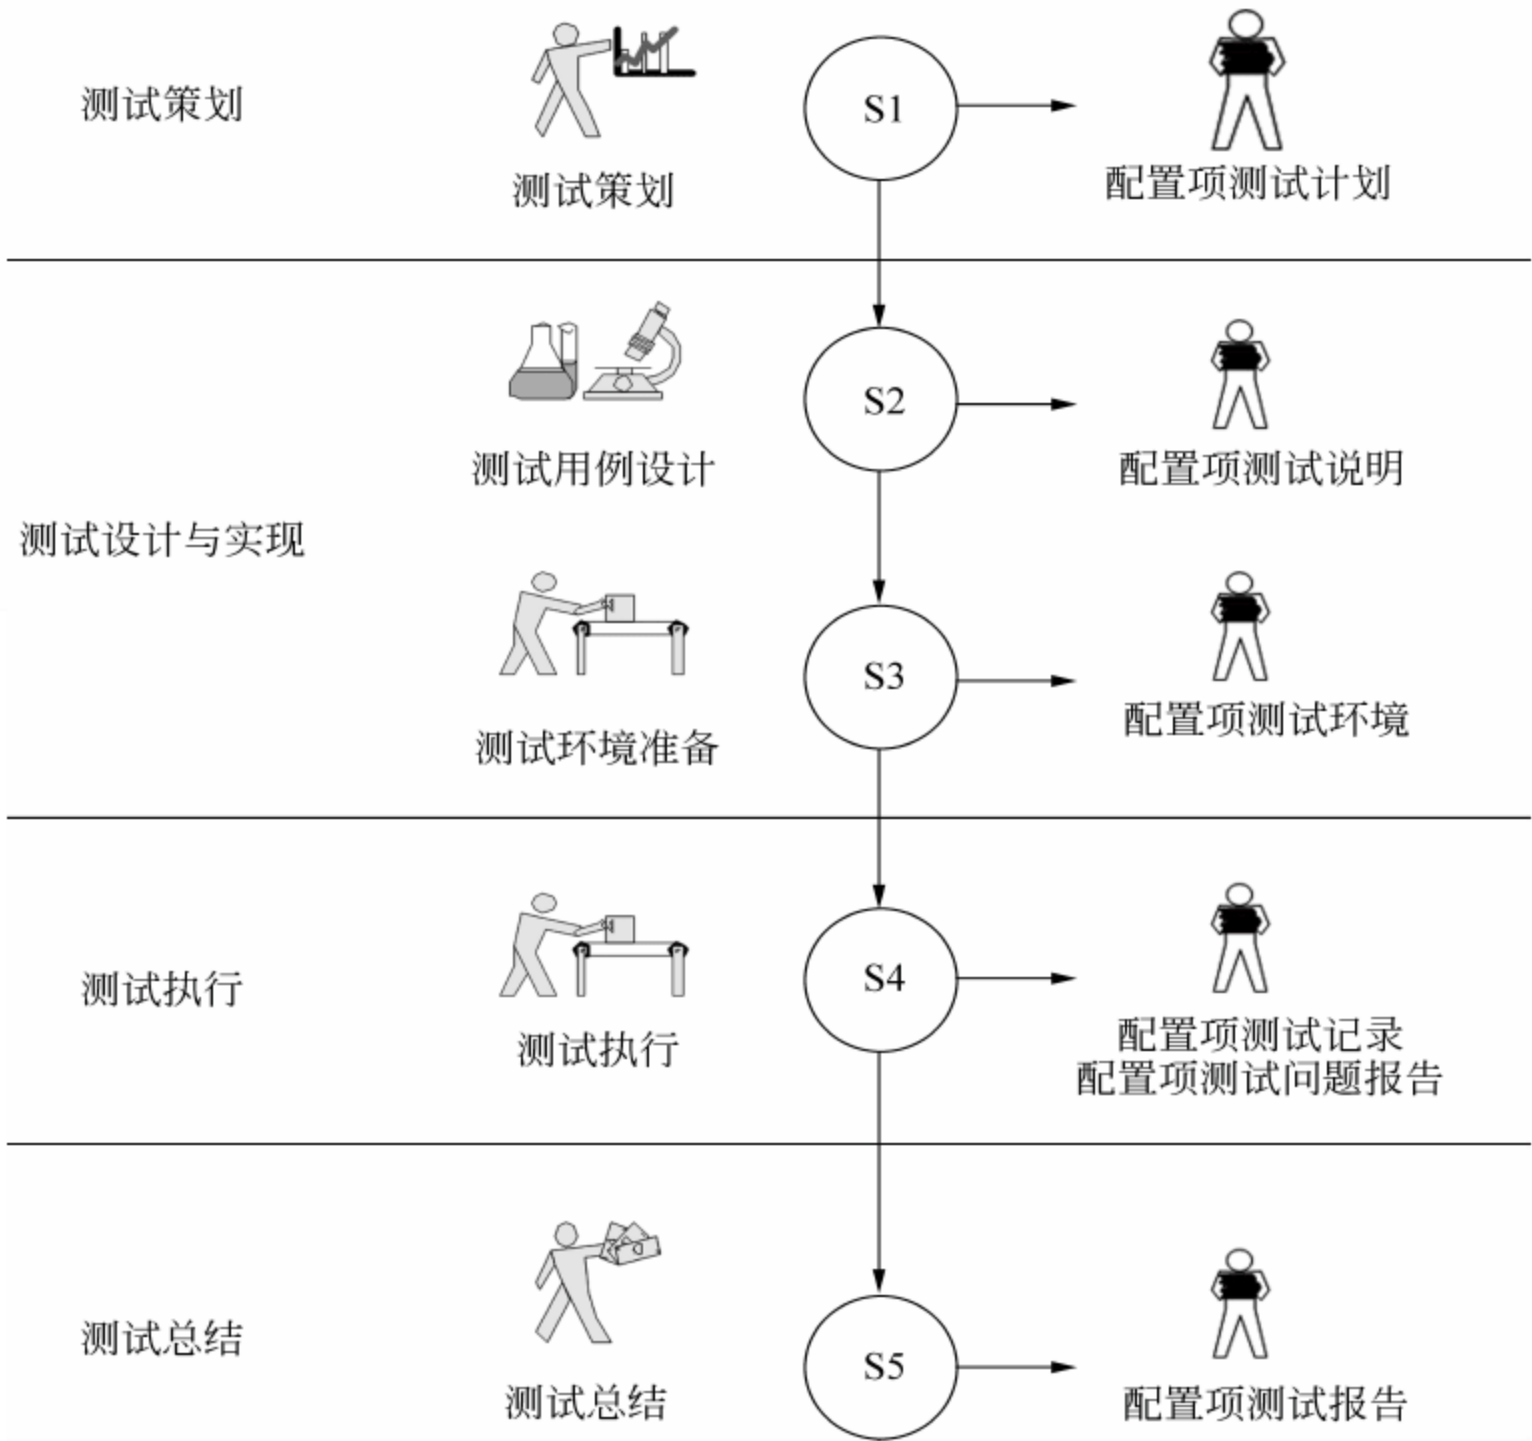 测试策划
测试策划
S1
配置项测试计划
测试用例设计
S2
配置项测试说明
测试设计与实现
测试环境准备
S3
配置项测试环境
测试执行
测试执行
S4
配置项测试记录
配置项测试问题报告
测试总结
测试总结
S5
配置项测试报告